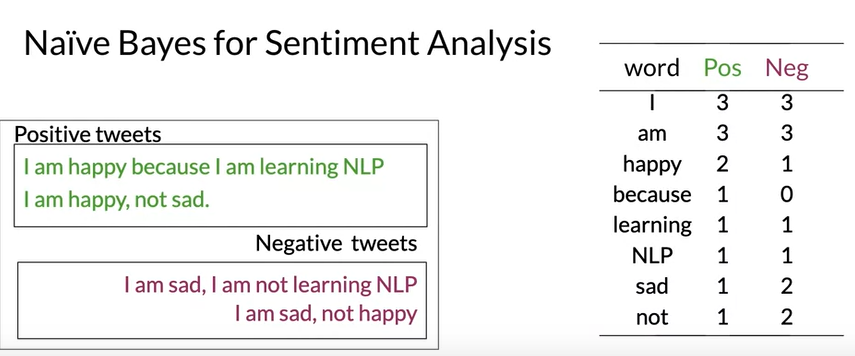 Naïve Bayes for Sentiment Analysis
Positive tweets
I am happy because I am learning NLP
I am happy, not sad.
Negative tweets
I am sad, I am not learning NLP
I am sad, not happy
word Pos Neg
I 3 3
am 3 3
happy 2 1
because 1 0
learning 1 1
NLP 1 1
sad 1 2
not 1 2